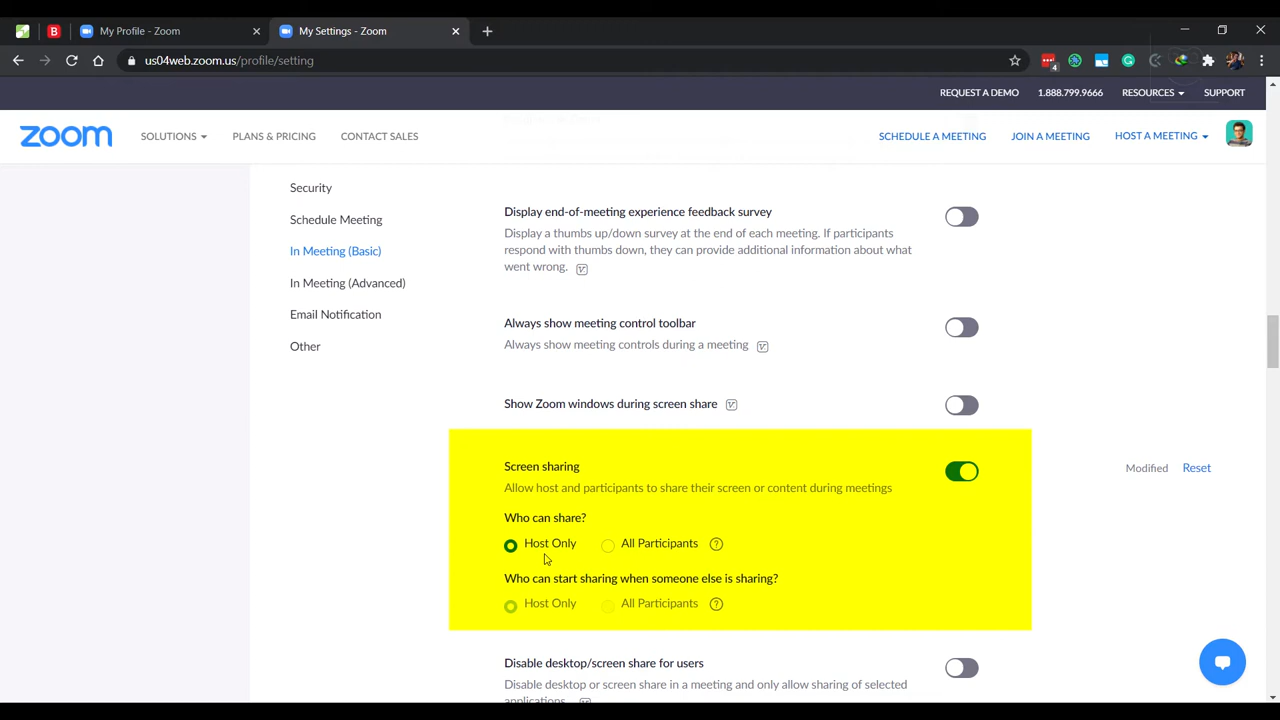 My Profile - Zoom
My Settings - Zoom
us04web.zoom.us/profile/setting
4
REQUEST A DEMO 1.888.799.9666 RESOURCES SUPPORT
zoom SOLUTIONS PLANS & PRICING CONTACT SALES SCHEDULE A MEETING JOIN A MEETING HOST A MEETING
Security
Schedule Meeting
In Meeting (Basic)
In Meeting (Advanced)
Email Notification
Other
Display end-of-meeting experience feedback survey
Display a thumbs up/down survey at the end of each meeting. If participants
respond with thumbs down, they can provide additional information about what
went wrong.
Always show meeting control toolbar
Always show meeting controls during a meeting
Show Zoom windows during screen share
Screen sharing
Modified Reset
Allow host and participants to share their screen or content during meetings
Who can share?
Host Only All Participants ?
Who can start sharing when someone else is sharing?
Host Only All Participants ?
Disable desktop/screen share for users
Disable desktop or screen share in a meeting and only allow sharing of selected
applications.